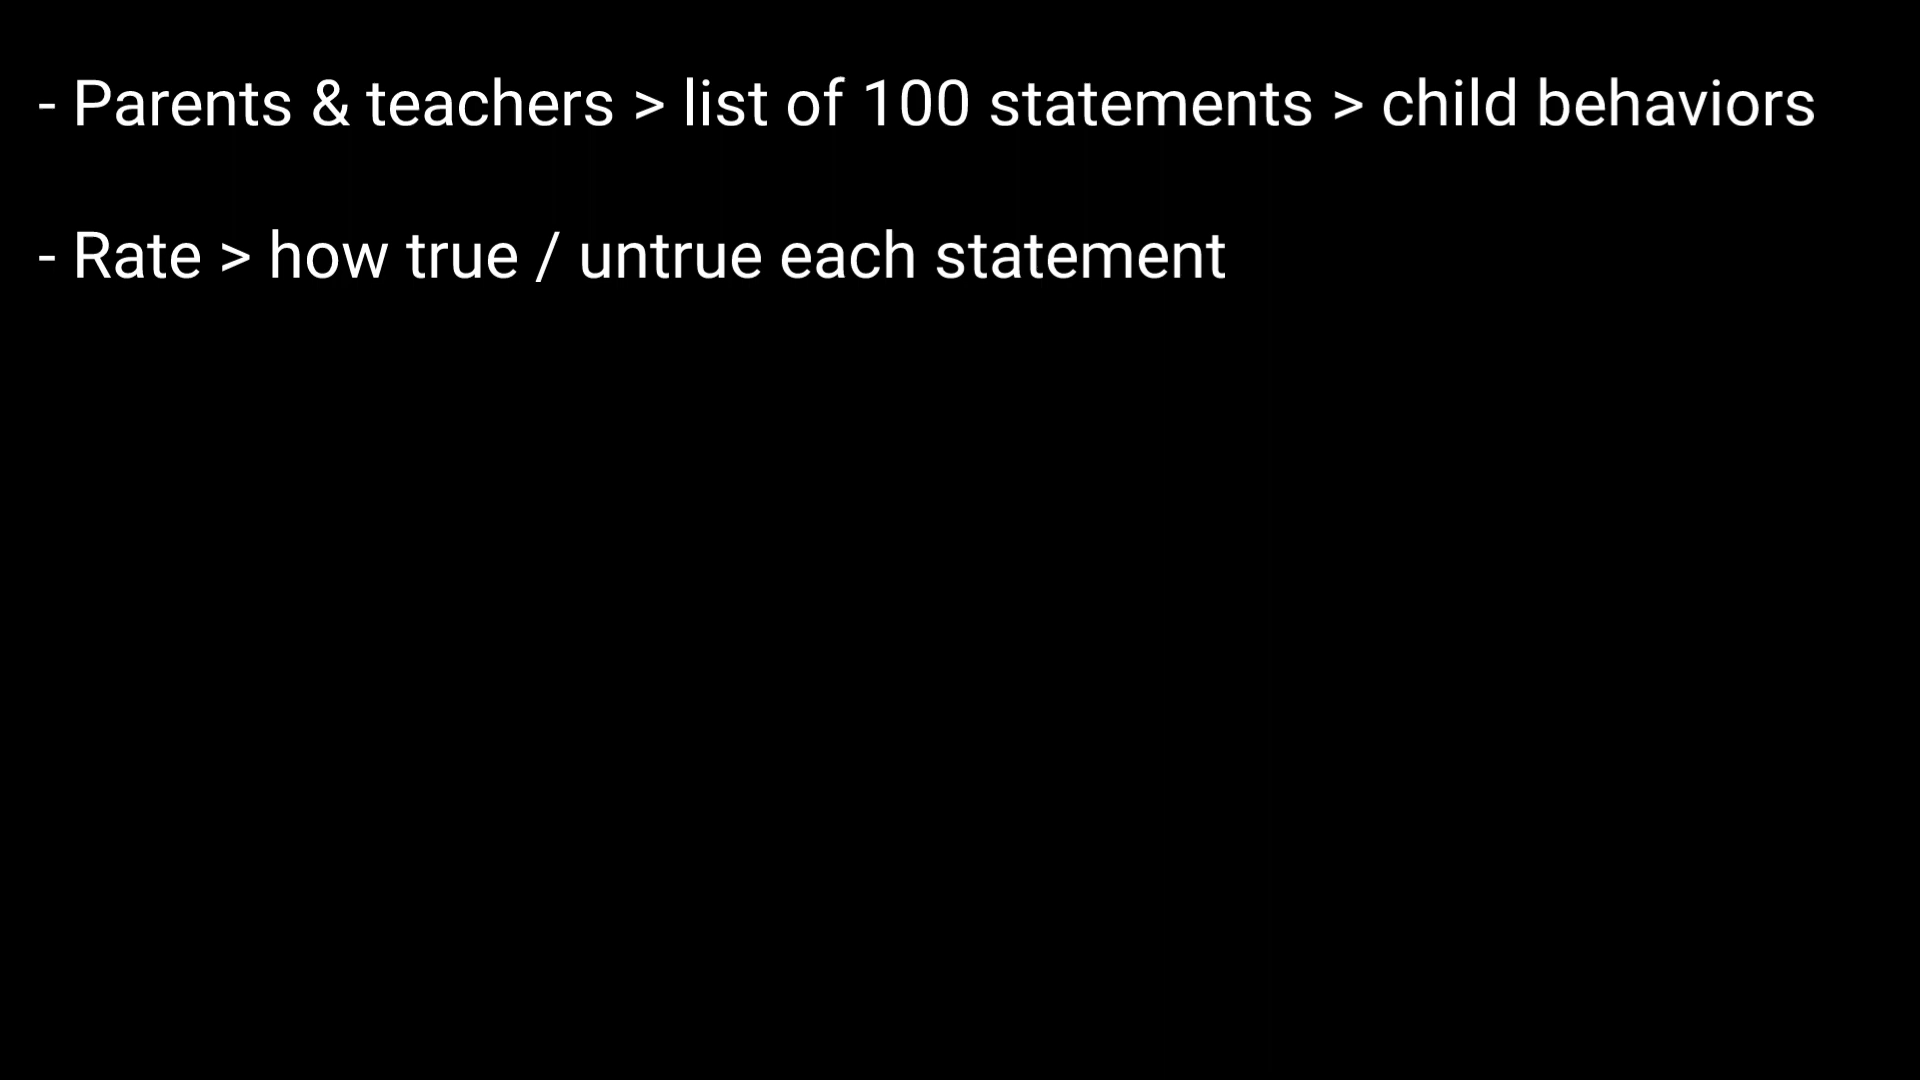 - Parents & teachers > list of 100 statements > child behaviors
- Rate > how true / untrue each statement